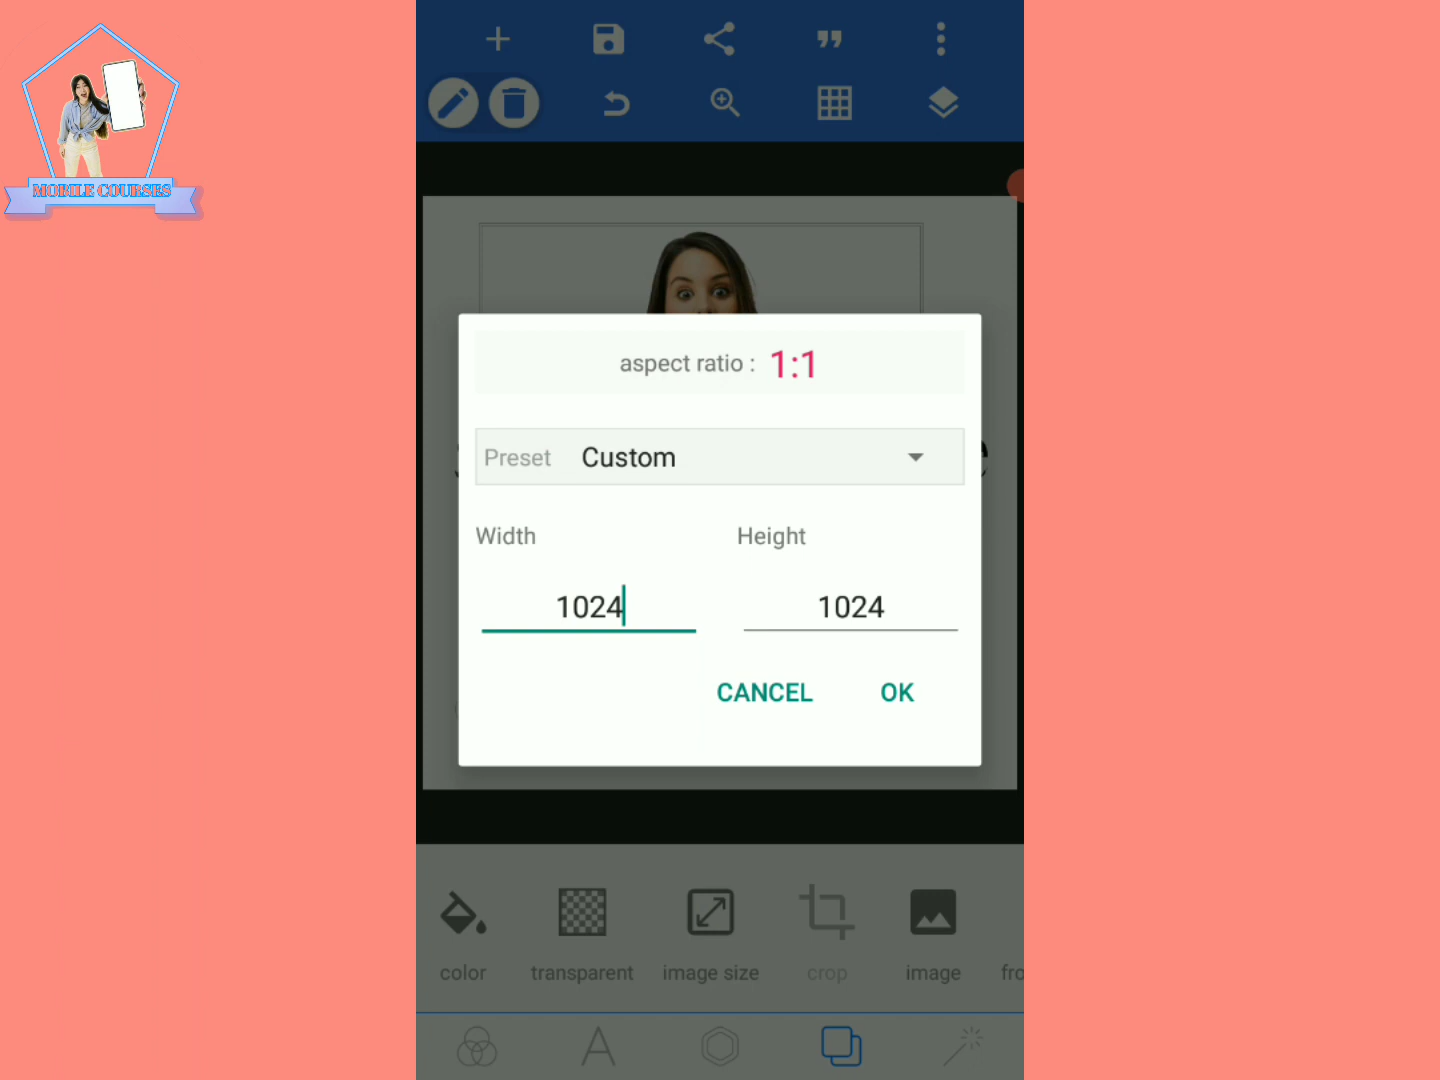 MOBILE COURSES
aspect ratio : 1:1
Preset Custom
Width Height
1024 1024
CANCEL OK
color transparent image size crop image fro